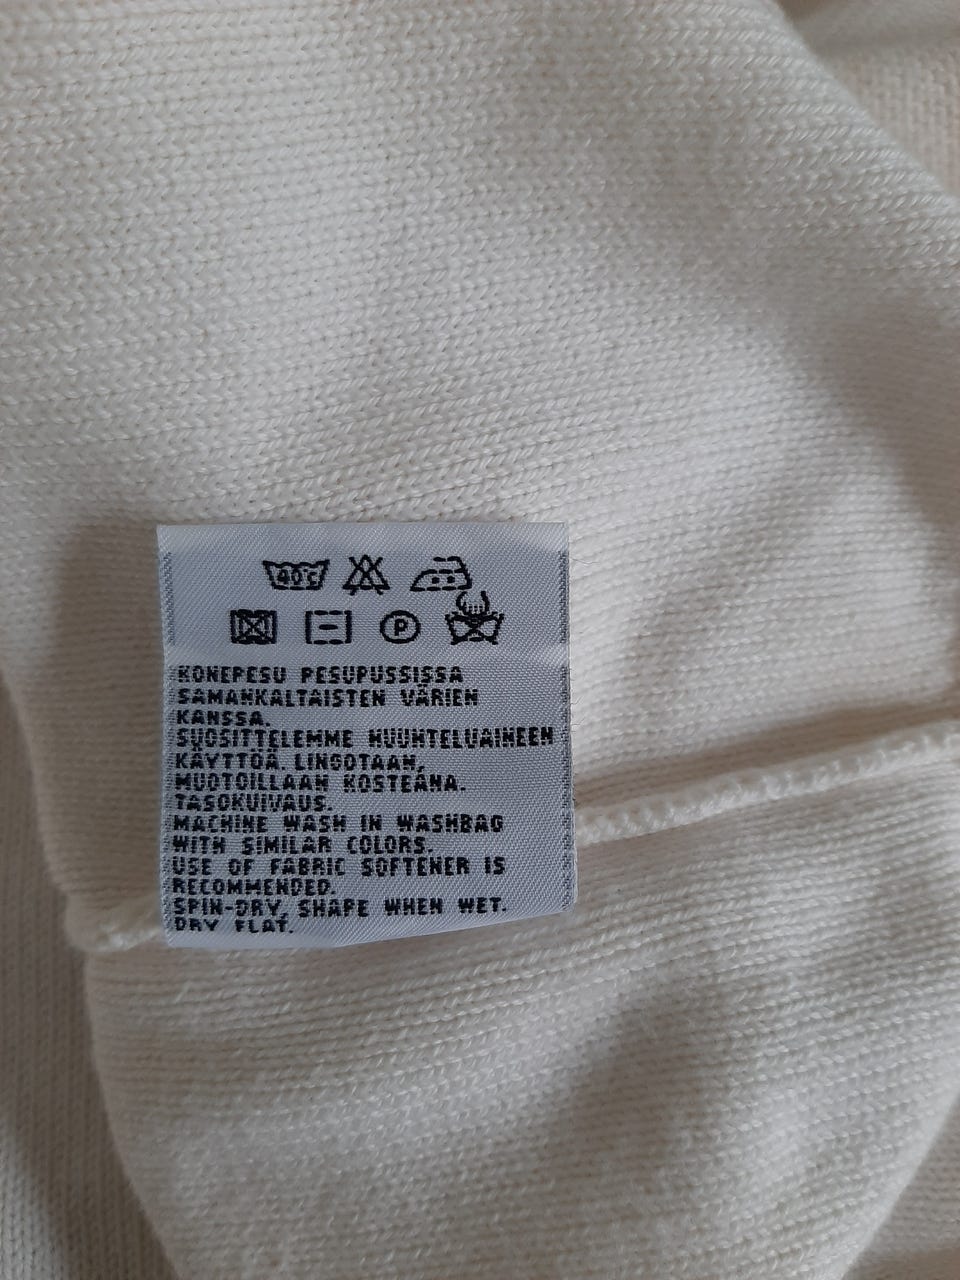 40°C
P
KONEPESU PESUPUSSISSA
SAMANKALTAISTEN VÄRIEN
KANSSA.
SUOSITTELEMME HUUHTELUAINEEN
KÄYTTÖÄ. LINGOTAAN,
MUOTOILLAAN KOSTEANA.
TASOKUIVAUS.
MACHINE WASH IN WASHBAG
WITH SIMILAR COLORS.
USE OF FABRIC SOFTENER IS
RECOMMENDED.
SPIN-DRY, SHAPE WHEN WET.
DRY FLAT.